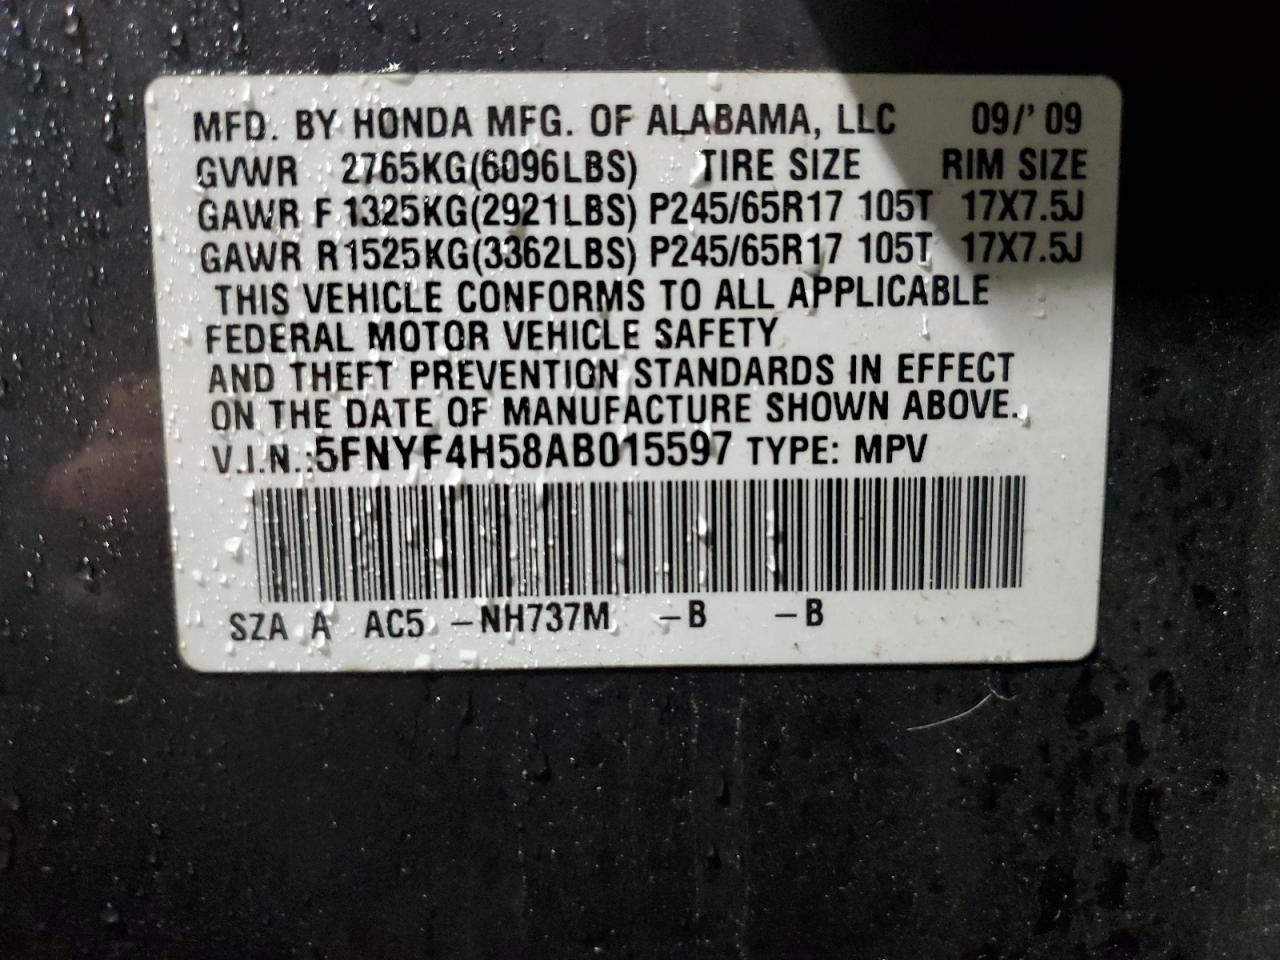 MFD. BY HONDA MFG. OF ALABAMA, LLC 09/' 09
GVWR 2765KG(6096LBS) TIRE SIZE RIM SIZE
GAWR F 1325KG(2921LBS) P245/65R17 105T 17X7.5J
GAWR R 1525KG(3362LBS) P245/65R17 105T 17X7.5J
THIS VEHICLE CONFORMS TO ALL APPLICABLE
FEDERAL MOTOR VEHICLE SAFETY
AND THEFT PREVENTION STANDARDS IN EFFECT
ON THE DATE OF MANUFACTURE SHOWN ABOVE.
V.I.N.:5FNYF4H58AB015597 TYPE: MPV
SZA A AC5 –NH737M –B –B